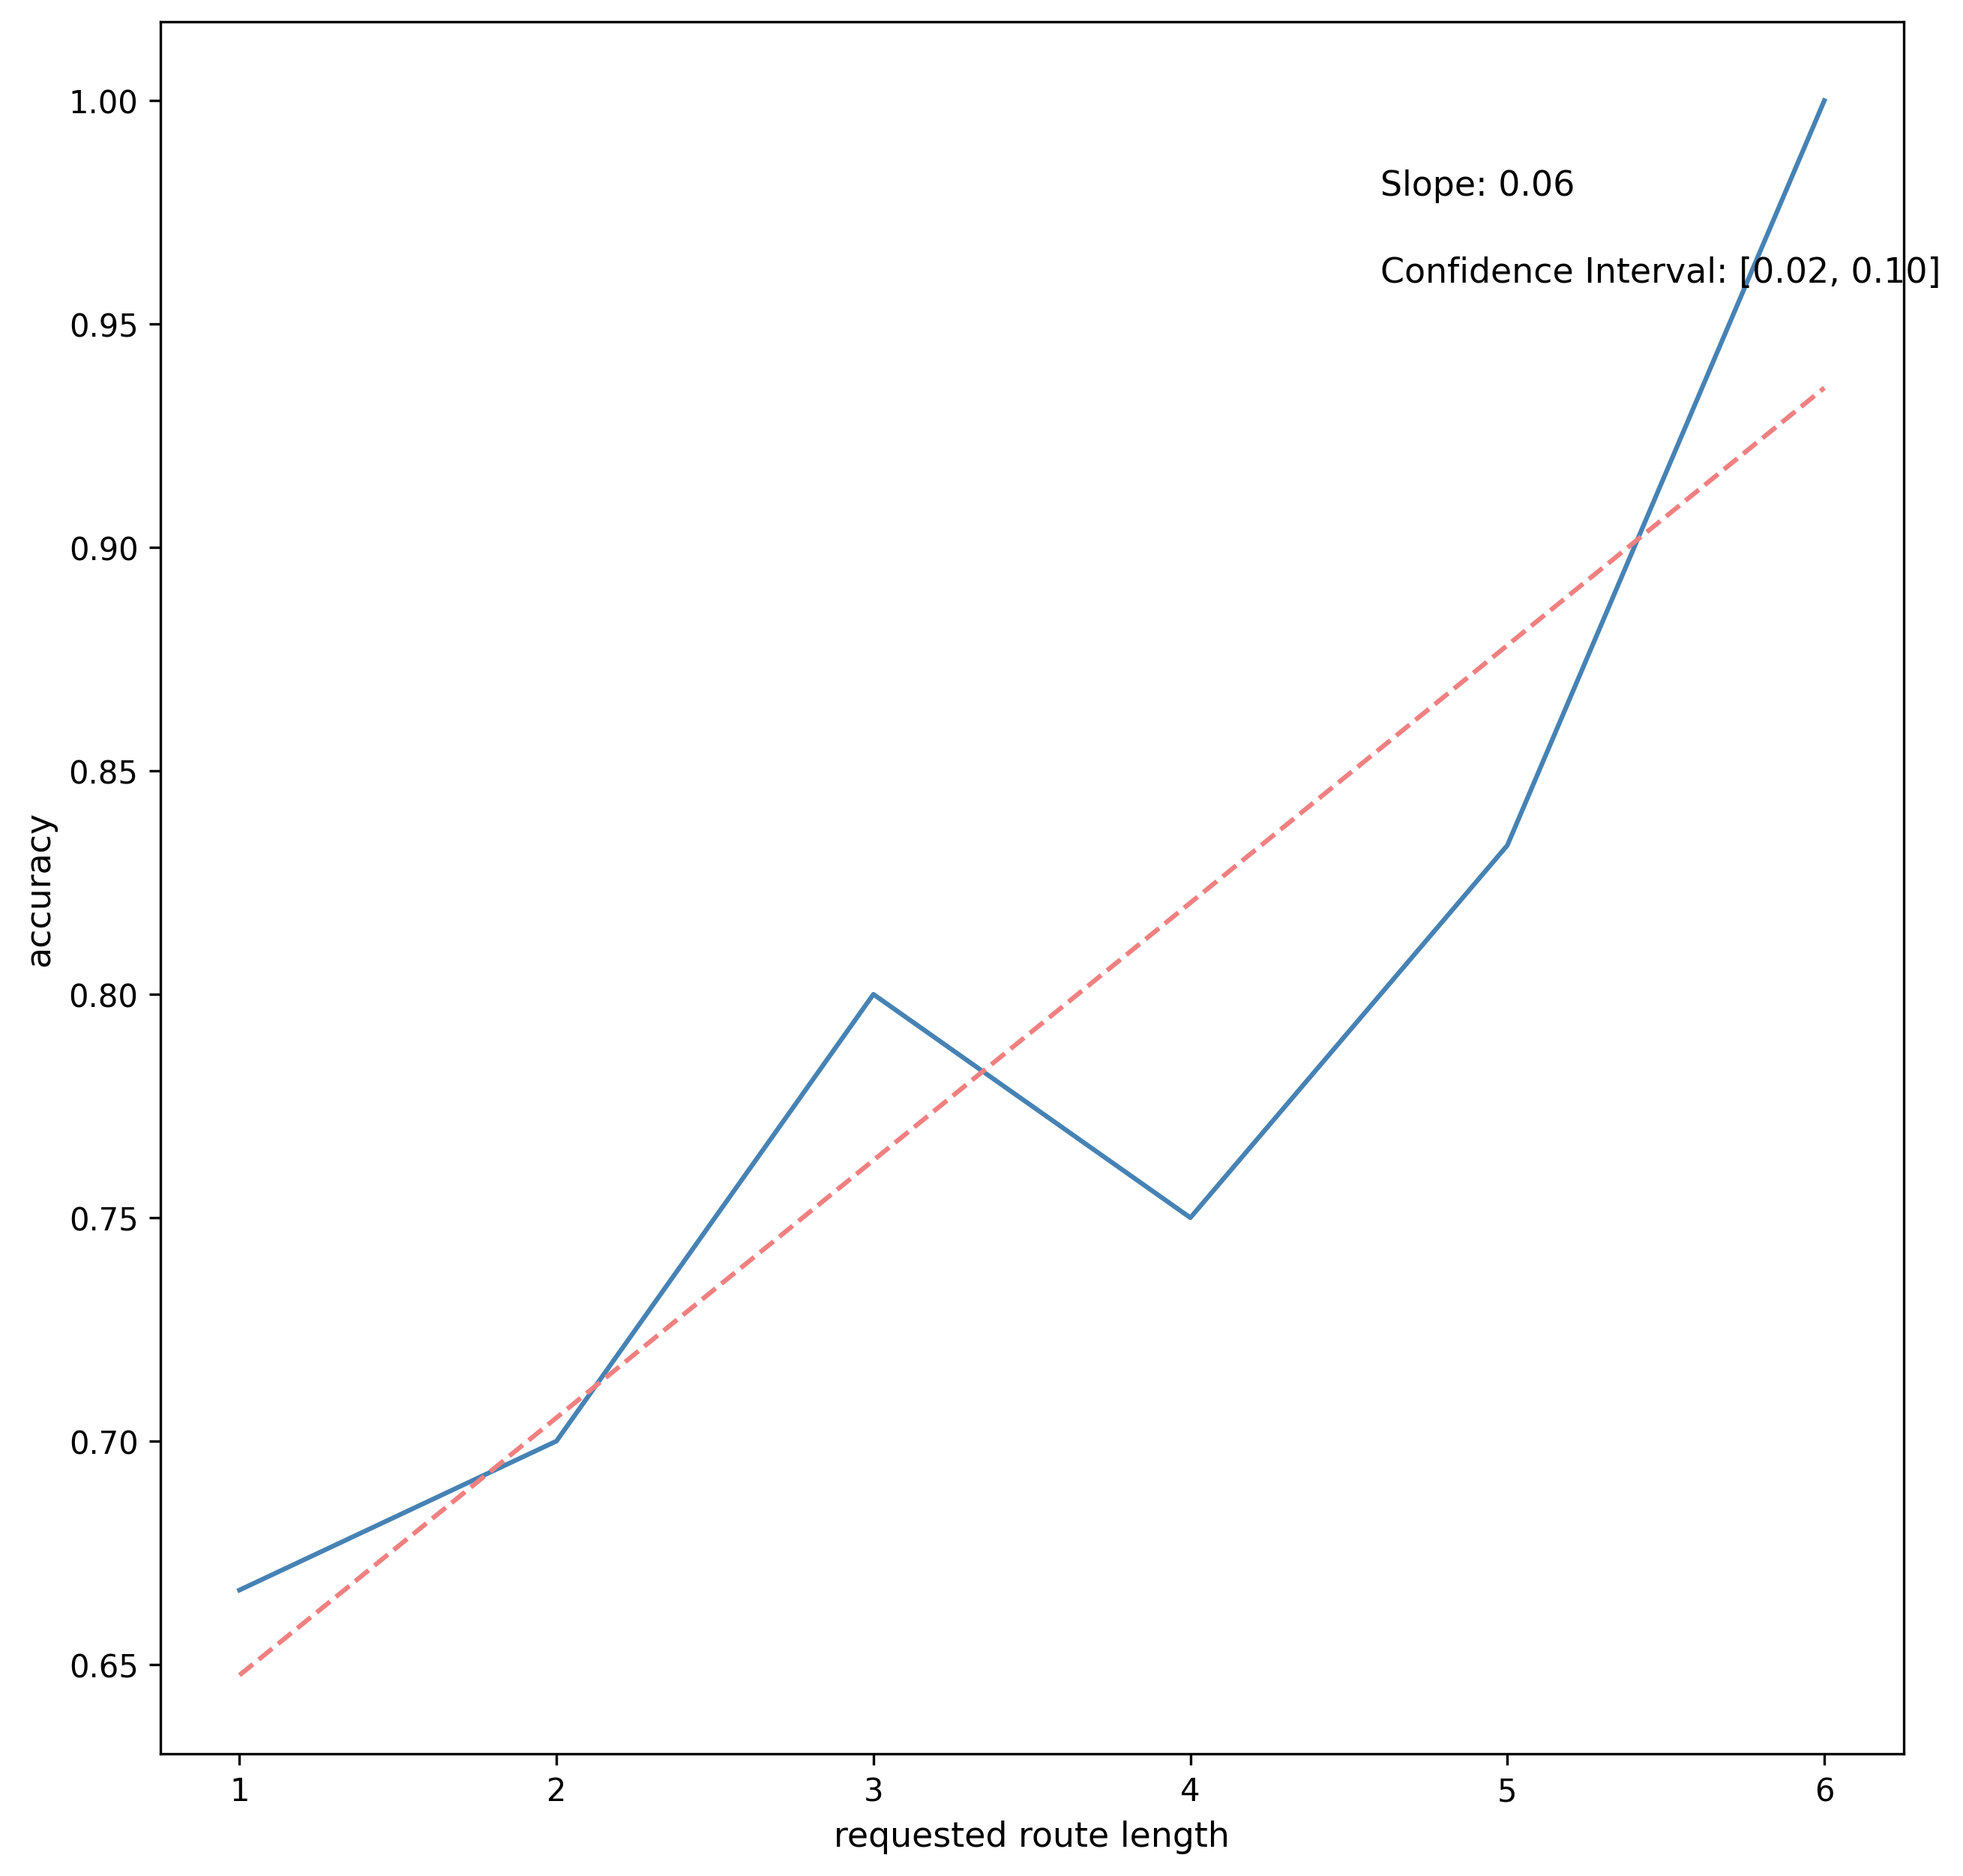 1.00
0.95
0.90
0.85
0.80
0.75
0.70
0.65
accuracy
Slope: 0.06
Confidence Interval: [0.02, 0.10]
1 2 3 4 5 6
requested route length